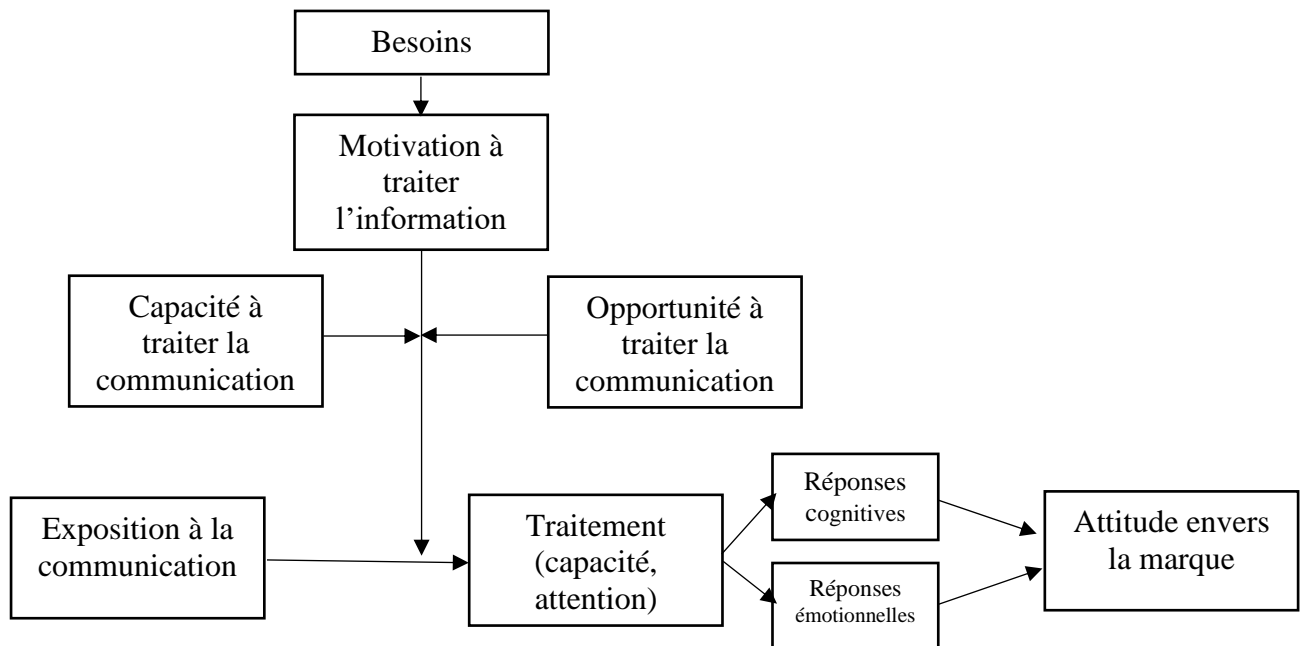 Besoins
Motivation à
traiter
l’information
Capacité à
traiter la
communication
Opportunité à
traiter la
communication
Exposition à la
communication
Traitement
(capacité,
attention)
Réponses
cognitives
Réponses
émotionnelles
Attitude envers
la marque